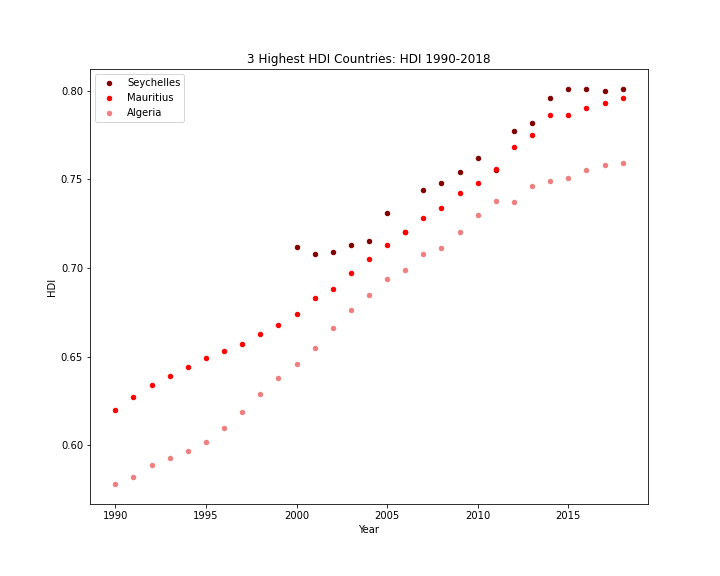 3 Highest HDI Countries: HDI 1990-2018
Seychelles
Mauritius
Algeria
0.80
0.75
0.70
0.65
0.60
HDI
1990
1995
2000
2005
2010
2015
Year